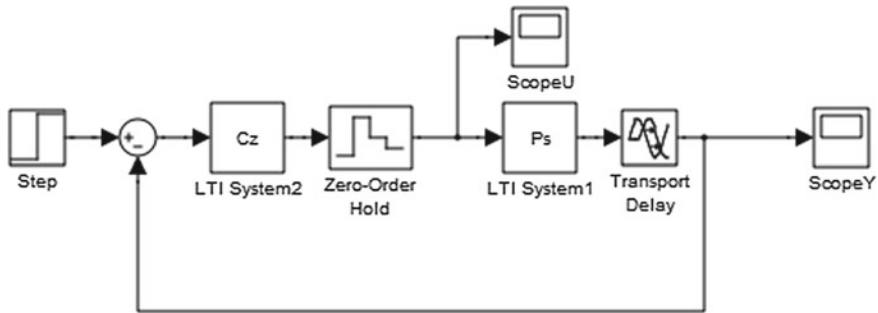 ScopeU
Step
+
−
Cz
LTI System2
Zero-Order
Hold
Ps
LTI System1
Transport
Delay
ScopeY